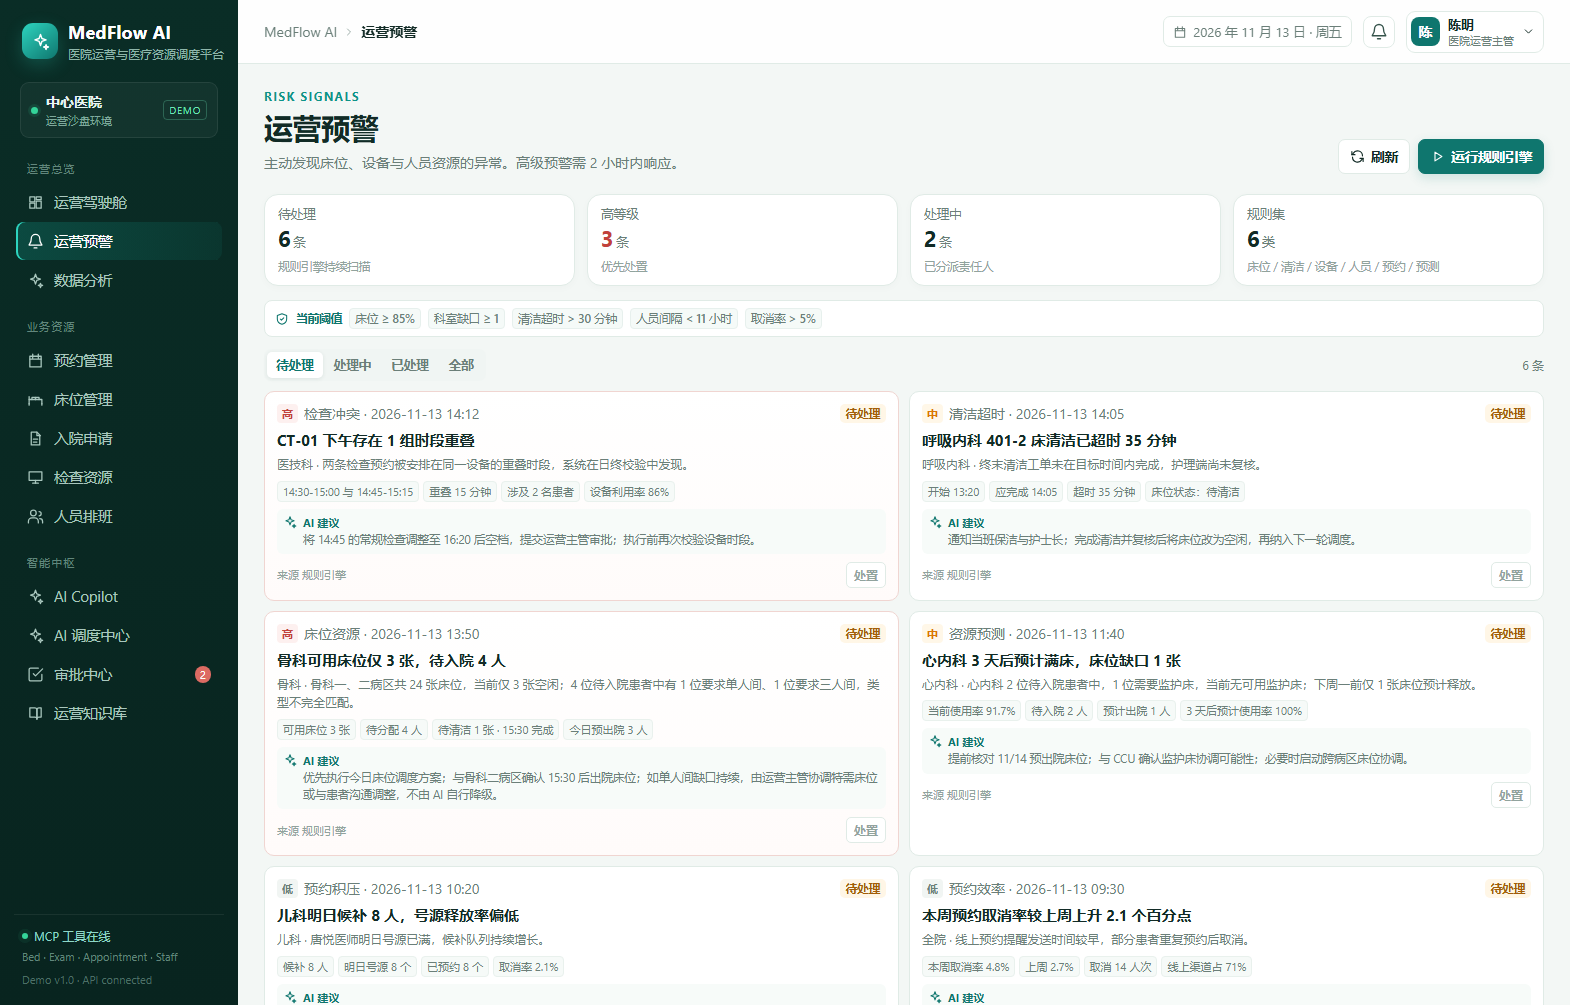 MedFlow AI
医院运营与医疗资源调度平台
中心医院
运营沙盘环境
DEMO
运营总览
运营驾驶舱
运营预警
数据分析
业务资源
预约管理
床位管理
入院申请
检查资源
人员排班
智能中枢
AI Copilot
AI 调度中心
审批中心
2
运营知识库
MCP 工具在线
Bed · Exam · Appointment · Staff
Demo v1.0 · API connected
MedFlow AI > 运营预警
2026 年 11 月 13 日 · 周五
陈
陈明
医院运营主管
RISK SIGNALS
运营预警
主动发现床位、设备与人员资源的异常。高级预警需 2 小时内响应。
刷新
运行规则引擎
待处理
6 条
规则引擎持续扫描
高等级
3 条
优先处置
处理中
2 条
已分派责任人
规则集
6 类
床位 / 清洁 / 设备 / 人员 / 预约 / 预测
当前阈值 床位 ≥ 85% 科室缺口 ≥ 1 清洁超时 > 30 分钟 人员间隔 < 11 小时 取消率 > 5%
待处理 处理中 已处理 全部
6 条
高 检查冲突 · 2026-11-13 14:12 待处理
CT-01 下午存在 1 组时段重叠
医技科 · 两条检查预约被安排在同一设备的重叠时段，系统在日终校验中发现。
14:30-15:00 与 14:45-15:15 重叠 15 分钟 涉及 2 名患者 设备利用率 86%
AI 建议
将 14:45 的常规检查调整至 16:20 后空档，提交运营主管审批；执行前再次校验设备时段。
来源 规则引擎 处置
中 清洁超时 · 2026-11-13 14:05 待处理
呼吸内科 401-2 床清洁已超时 35 分钟
呼吸内科 · 终末清洁工单未在目标时间内完成，护理端尚未复核。
开始 13:20 应完成 14:05 超时 35 分钟 床位状态：待清洁
AI 建议
通知当班保洁与护士长；完成清洁并复核后将床位改为空闲，再纳入下一轮调度。
来源 规则引擎 处置
高 床位资源 · 2026-11-13 13:50 待处理
骨科可用床位仅 3 张，待入院 4 人
骨科 · 骨科一、二病区共 24 张床位，当前仅 3 张空闲；4 位待入院患者中有 1 位要求单人间、1 位要求三人间，类
型不完全匹配。
可用床位 3 张 待分配 4 人 待清洁 1 张 · 15:30 完成 今日预出院 3 人
AI 建议
优先执行今日床位调度方案；与骨科二病区确认 15:30 后出院床位；如单人间缺口持续，由运营主管协调特需床位
或与患者沟通调整，不由 AI 自行降级。
来源 规则引擎 处置
中 资源预测 · 2026-11-13 11:40 待处理
心内科 3 天后预计满床，床位缺口 1 张
心内科 · 心内科 2 位待入院患者中，1 位需要监护床，当前无可用监护床；下周一前仅 1 张床位预计释放。
当前使用率 91.7% 待入院 2 人 预计出院 1 人 3 天后预计使用率 100%
AI 建议
提前核对 11/14 预出院床位；与 CCU 确认监护床协调可能性；必要时启动跨病区床位协调。
来源 规则引擎 处置
低 预约积压 · 2026-11-13 10:20 待处理
儿科明日候补 8 人，号源释放率偏低
儿科 · 唐悦医师明日号源已满，候补队列持续增长。
候补 8 人 明日号源 8 个 已预约 8 个 取消率 2.1%
AI 建议
低 预约效率 · 2026-11-13 09:30 待处理
本周预约取消率较上周上升 2.1 个百分点
全院 · 线上预约提醒发送时间较早，部分患者重复预约后取消。
本周取消率 4.8% 上周 2.7% 取消 14 人次 线上渠道占 71%
AI 建议